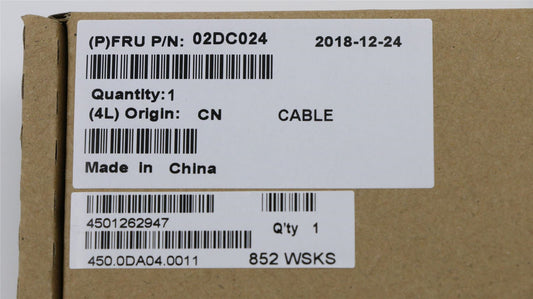 (P)FRU P/N: 02DC024 2018-12-24
Quantity:1
(4L) Origin: CN CABLE
Made in China
4501262947 Q'ty 1
450.0DA04.0011 852 WSKS